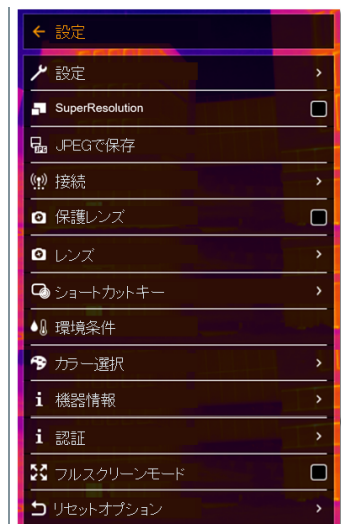 設定
設定
SuperResolution
JPEGで保存
接続
保護レンズ
レンズ
ショートカットキー
環境条件
カラー選択
機器情報
認証
フルスクリーンモード
リセットオプション